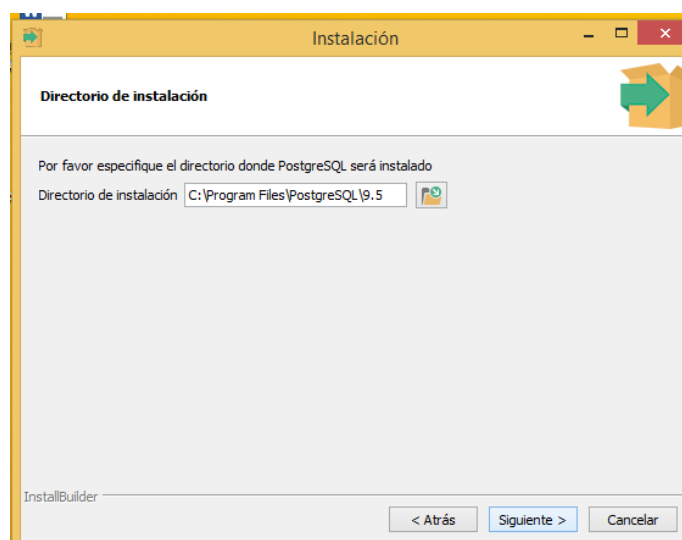 Instalación
Directorio de instalación
Por favor especifique el directorio donde PostgreSQL será instalado
Directorio de instalación C:\Program Files\PostgreSQL\9.5
InstallBuilder
< Atrás Siguiente > Cancelar